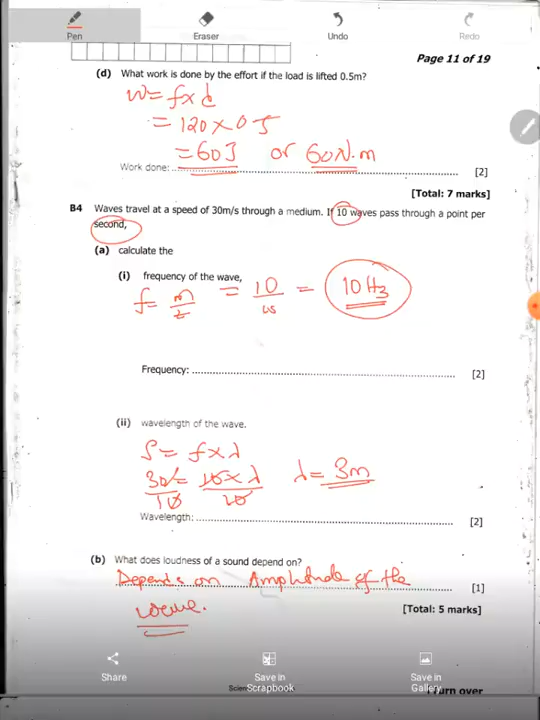 Pen
Eraser
Undo
Redo
Page 11 of 19
(d) What work is done by the effort if the load is lifted 0.5m?
W = f x d
= 120 x 0 5
= 60J or 60N.m
Work done: [2]
[Total: 7 marks]
B4 Waves travel at a speed of 30m/s through a medium. If 10 waves pass through a point per
second,
(a) calculate the
(i) frequency of the wave,
f = n/t = 10/ = 10 Hz
Frequency: [2]
(ii) wavelength of the wave.
S = f x λ
30/10 = 10 x λ/10 λ = 3m
Wavelength: [2]
(b) What does loudness of a sound depend on?
Depends on Amplitude of the [1]
wave.
[Total: 5 marks]
Share
Save in
Scrapbook
Save in
Gallery
Turn over